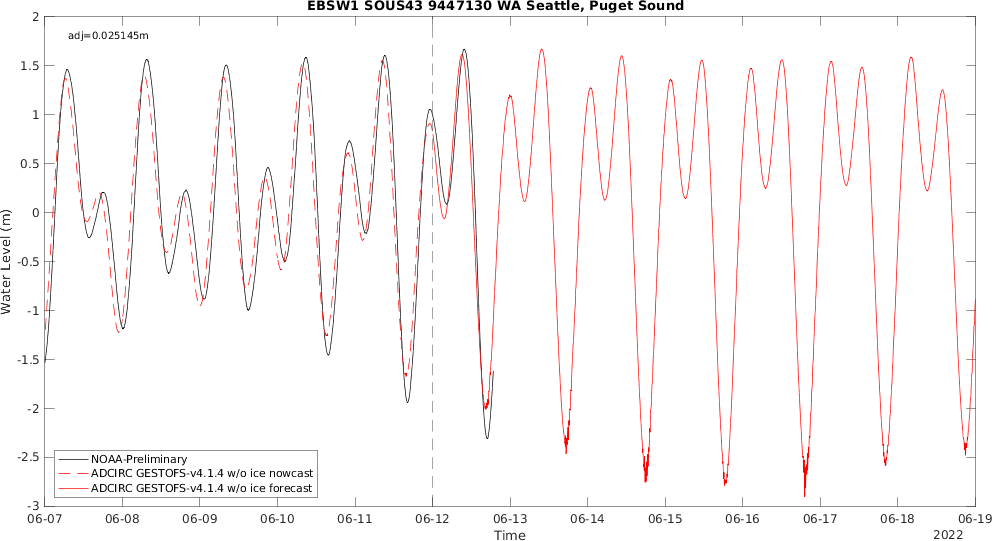 EBSW1 SOUS43 9447130 WA Seattle, Puget Sound
adj=0.025145m
Water Level (m)
2
1.5
1
0.5
0
-0.5
-1
-1.5
-2
-2.5
-3
NOAA-Preliminary
ADCIRC GESTOFS-v4.1.4 w/o ice nowcast
ADCIRC GESTOFS-v4.1.4 w/o ice forecast
06-07 06-08 06-09 06-10 06-11 06-12 06-13 06-14 06-15 06-16 06-17 06-18 06-19
Time
2022